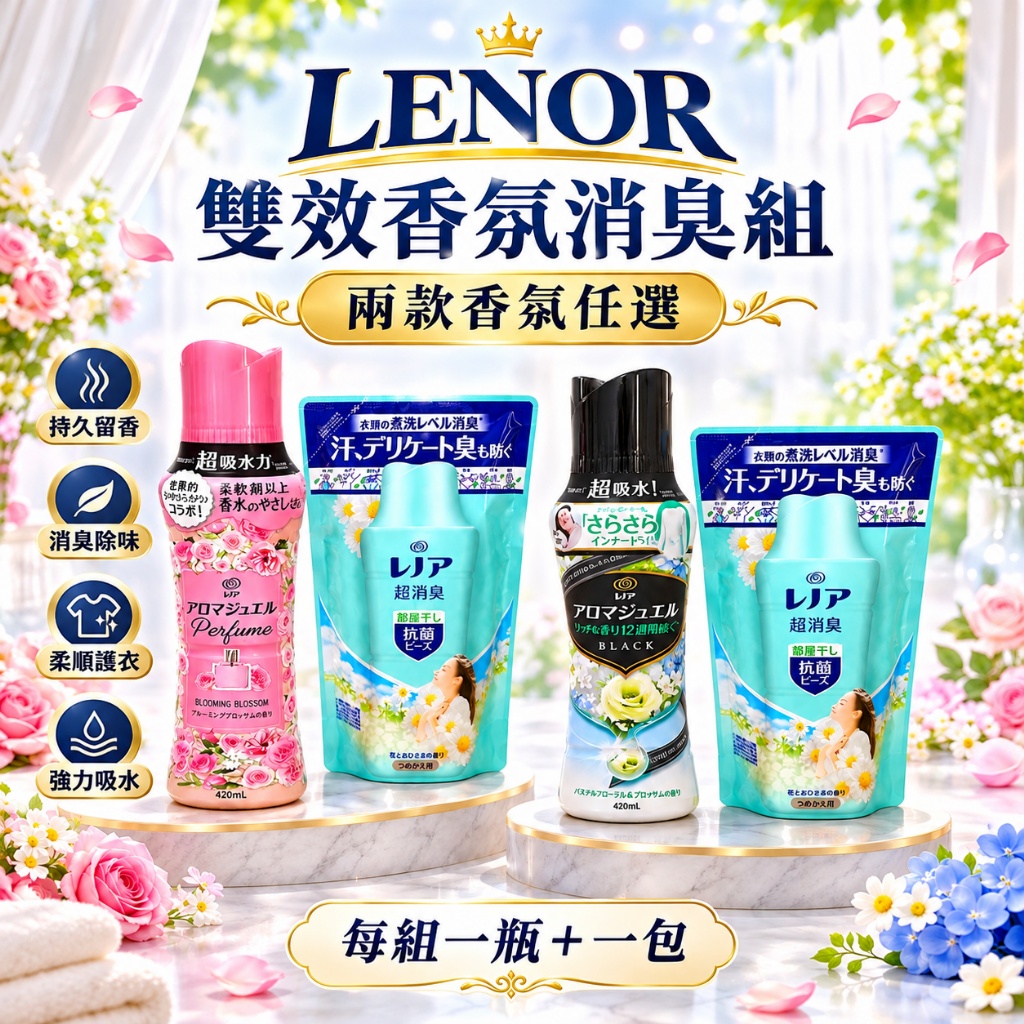 LENOR
雙效香氛消臭組
兩款香氛任選
持久留香
消臭除味
柔順護衣
強力吸水
超吸水力
コラボ！
柔軟剤以上
香水のやさしさ
レノア
アロマジュエル
Perfume
BLOOMING BLOSSOM
ブルーミングブロッサムの香り
420mL
衣類の煮洗レベル消臭*
汗、デリケート臭も防ぐ
レノア
超消臭
部屋干し
抗菌
ビーズ
花とおひさまの香り
つめかえ用
超吸水！
「さらさら
レノア
アロマジュエル
BLACK
パステルフローラル&ブロッサムの香り
420mL
衣類の煮洗レベル消臭*
汗、デリケート臭も防ぐ
レノア
超消臭
部屋干し
抗菌
ビーズ
花とおひさまの香り
つめかえ用
每組一瓶＋一包